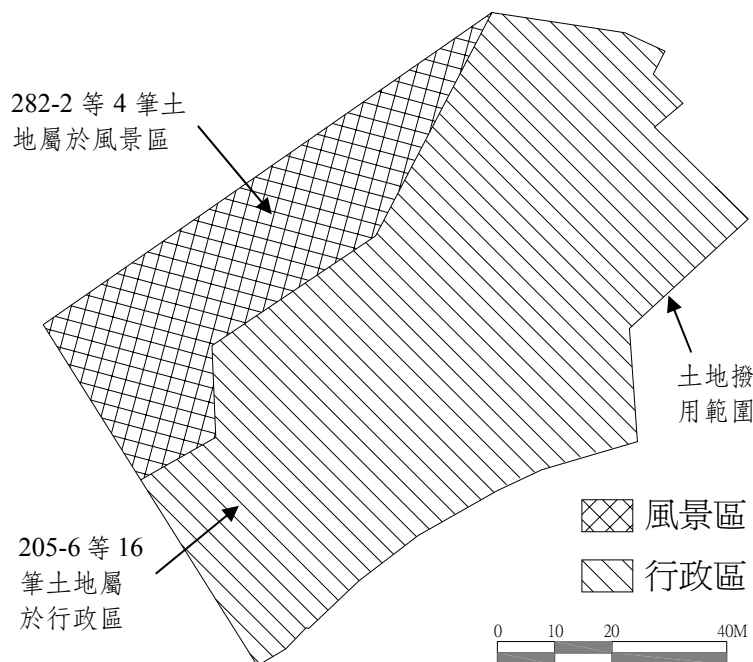 282-2 等 4 筆土
地屬於風景區
土地撥
用範圍
205-6 等 16
筆土地屬
於行政區
風景區
行政區
0 10 20 40M